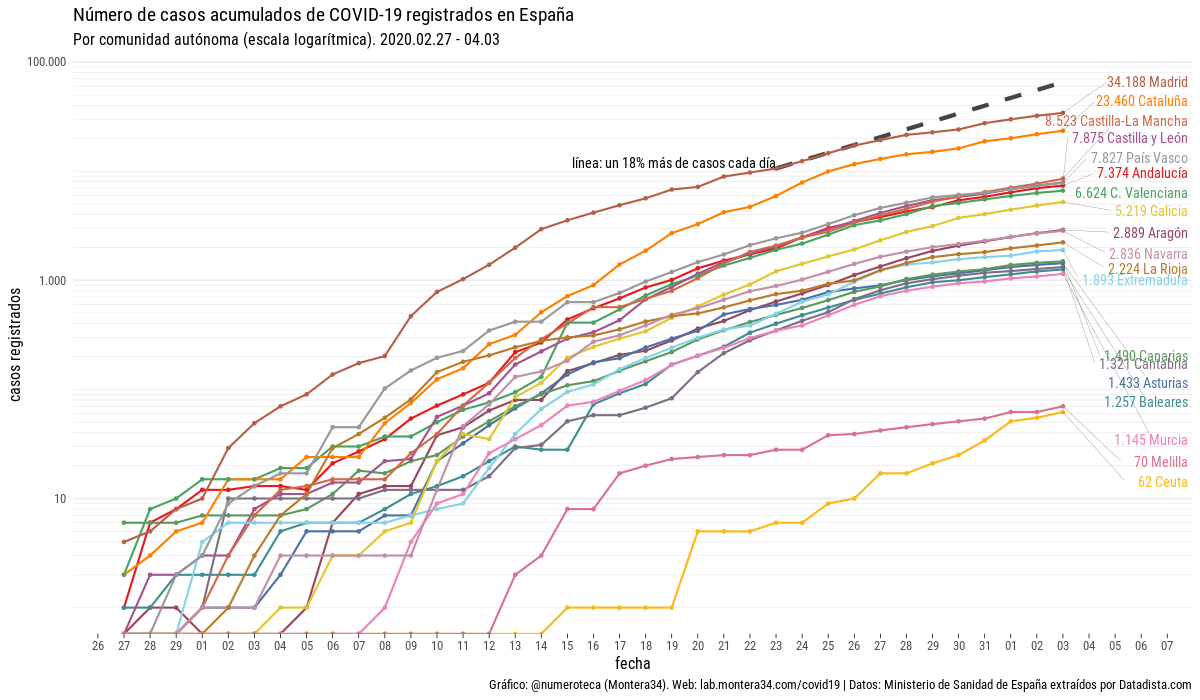 Número de casos acumulados de COVID-19 registrados en España
Por comunidad autónoma (escala logarítmica). 2020.02.27 - 04.03
100.000
1.000
10
casos registrados
línea: un 18% más de casos cada día
34.188 Madrid
23.460 Cataluña
8.523 Castilla-La Mancha
7.875 Castilla y León
7.827 País Vasco
7.374 Andalucía
6.624 C. Valenciana
5.219 Galicia
2.889 Aragón
2.836 Navarra
2.224 La Rioja
1.893 Extremadura
1.490 Canarias
1.321 Cantabria
1.433 Asturias
1.257 Baleares
1.145 Murcia
70 Melilla
62 Ceuta
26 27 28 29 01 02 03 04 05 06 07 08 09 10 11 12 13 14 15 16 17 18 19 20 21 22 23 24 25 26 27 28 29 30 31 01 02 03 04 05 06 07
fecha
Gráfico: @numeroteca (Montera34). Web: lab.montera34.com/covid19 | Datos: Ministerio de Sanidad de España extraídos por Datadista.com